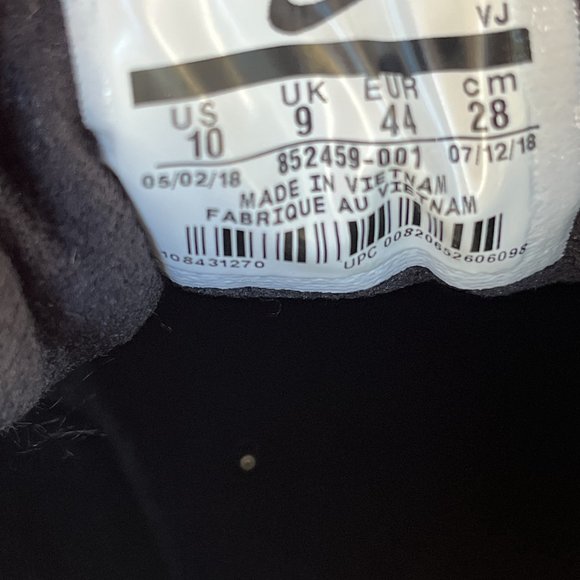 VJ
US UK EUR cm
10 9 44 28
852459-001
05/02/18 07/12/18
MADE IN VIETNAM
FABRIQUE AU VIETNAM
108431270 UPC 00820652606098